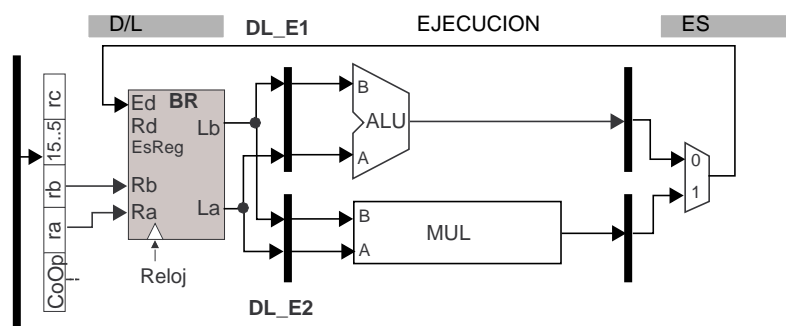 D/L
EJECUCION
ES
DL_E1
rc
15..5
rb
ra
CoOp
Ed
BR
Rd
Lb
EsReg
Rb
Ra
La
Reloj
B
ALU
A
B
MUL
A
0
1
DL_E2